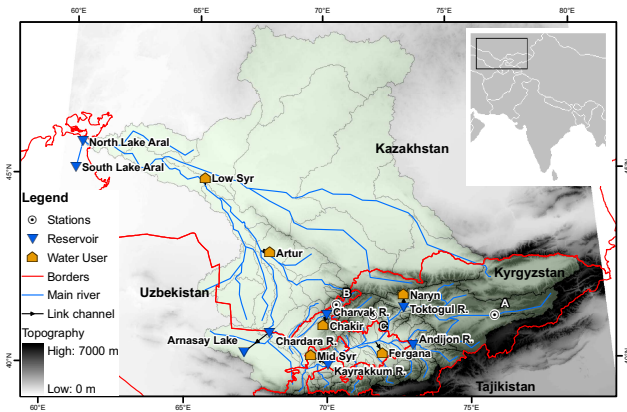 60°E 65°E 70°E 75°E 80°E
North Lake Aral
South Lake Aral
Kazakhstan
45°N
Low Syr
Legend
Stations
Reservoir
Water User
Borders
Main river
Link channel
Topography
High: 7000 m
Low: 0 m
Artur
Uzbekistan
Kyrgyzstan
Naryn
Toktogul R.
A
B
Charvak R.
Chakir
C
Chardara R.
Arnasay Lake
Andijon R.
Mid Syr
Fergana
Kayrakkum R.
Tajikistan
40°N
60°E 65°E 70°E 75°E